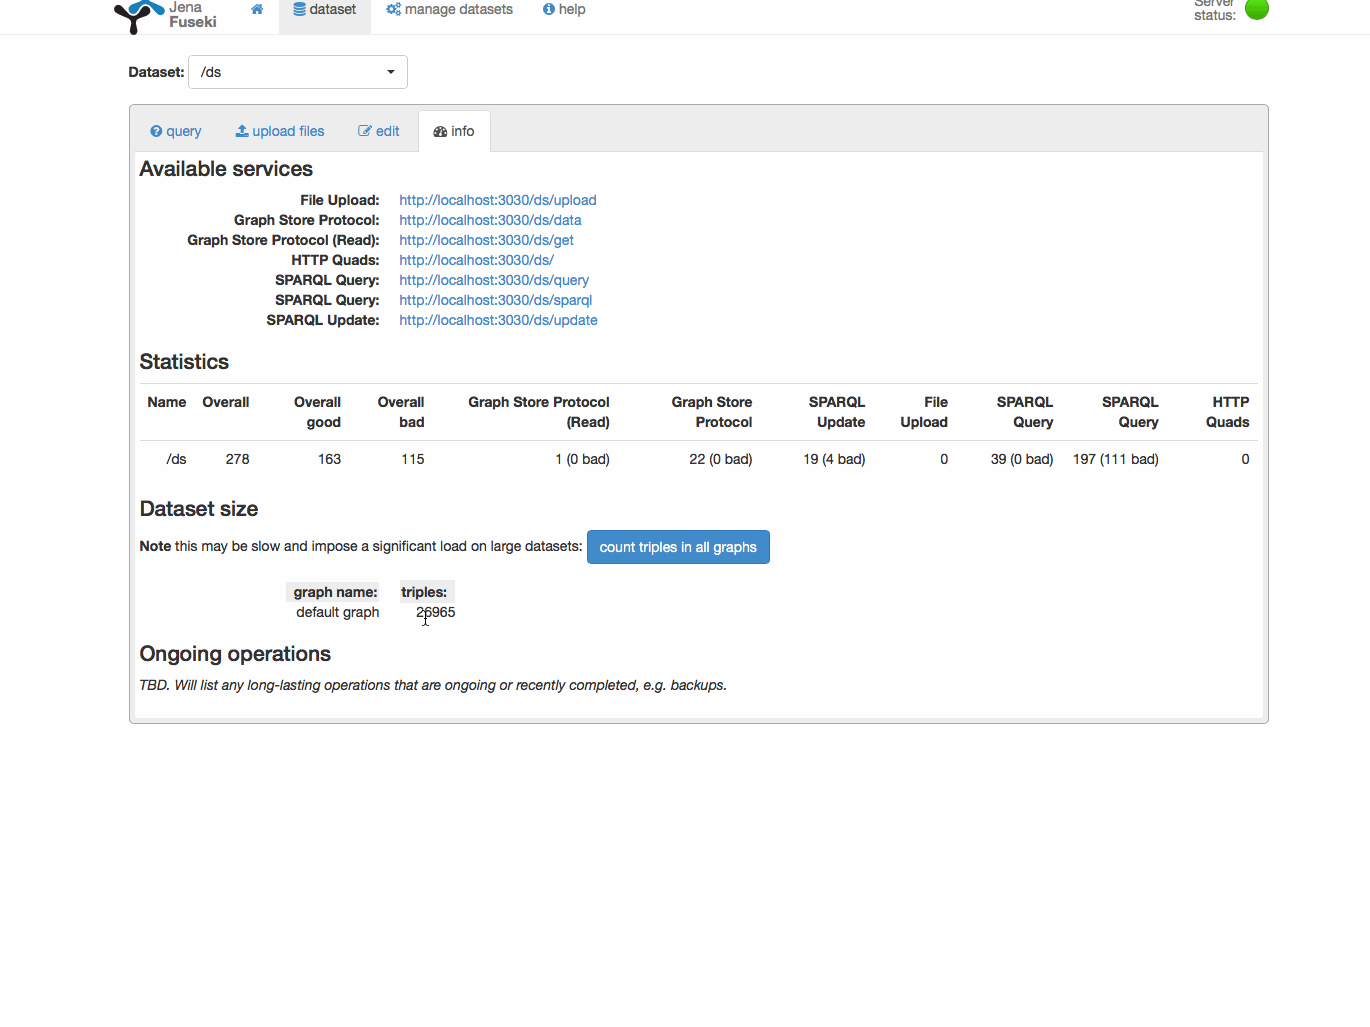 Jena
Fuseki
dataset
manage datasets
help
Server
status:
Dataset:
/ds
query
upload files
edit
info
Available services
File Upload: http://localhost:3030/ds/upload
Graph Store Protocol: http://localhost:3030/ds/data
Graph Store Protocol (Read): http://localhost:3030/ds/get
HTTP Quads: http://localhost:3030/ds/
SPARQL Query: http://localhost:3030/ds/query
SPARQL Query: http://localhost:3030/ds/sparql
SPARQL Update: http://localhost:3030/ds/update
Statistics
Name Overall Overall Overall Graph Store Protocol Graph Store SPARQL File SPARQL SPARQL HTTP
good bad (Read) Protocol Update Upload Query Query Quads
/ds 278 163 115 1 (0 bad) 22 (0 bad) 19 (4 bad) 0 39 (0 bad) 197 (111 bad) 0
Dataset size
Note this may be slow and impose a significant load on large datasets: count triples in all graphs
graph name: triples:
default graph 26965
Ongoing operations
TBD. Will list any long-lasting operations that are ongoing or recently completed, e.g. backups.